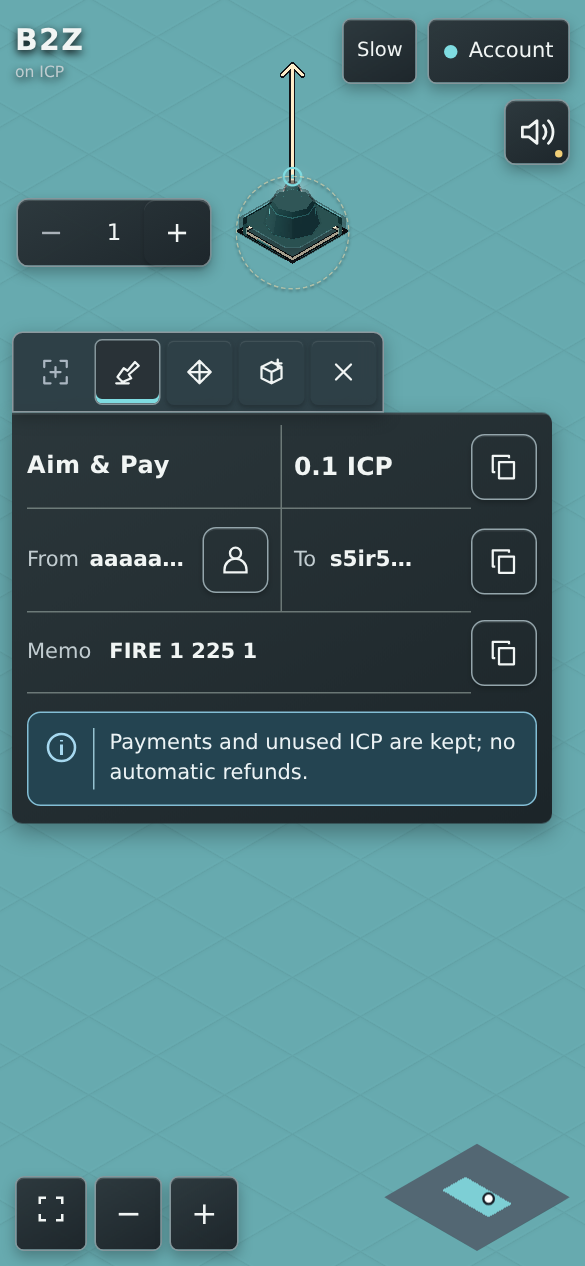 B2Z
on ICP
Slow
Account
− 1 +
Aim & Pay
0.1 ICP
From aaaaa...
To s5ir5...
Memo FIRE 1 225 1
Payments and unused ICP are kept; no
automatic refunds.
− +